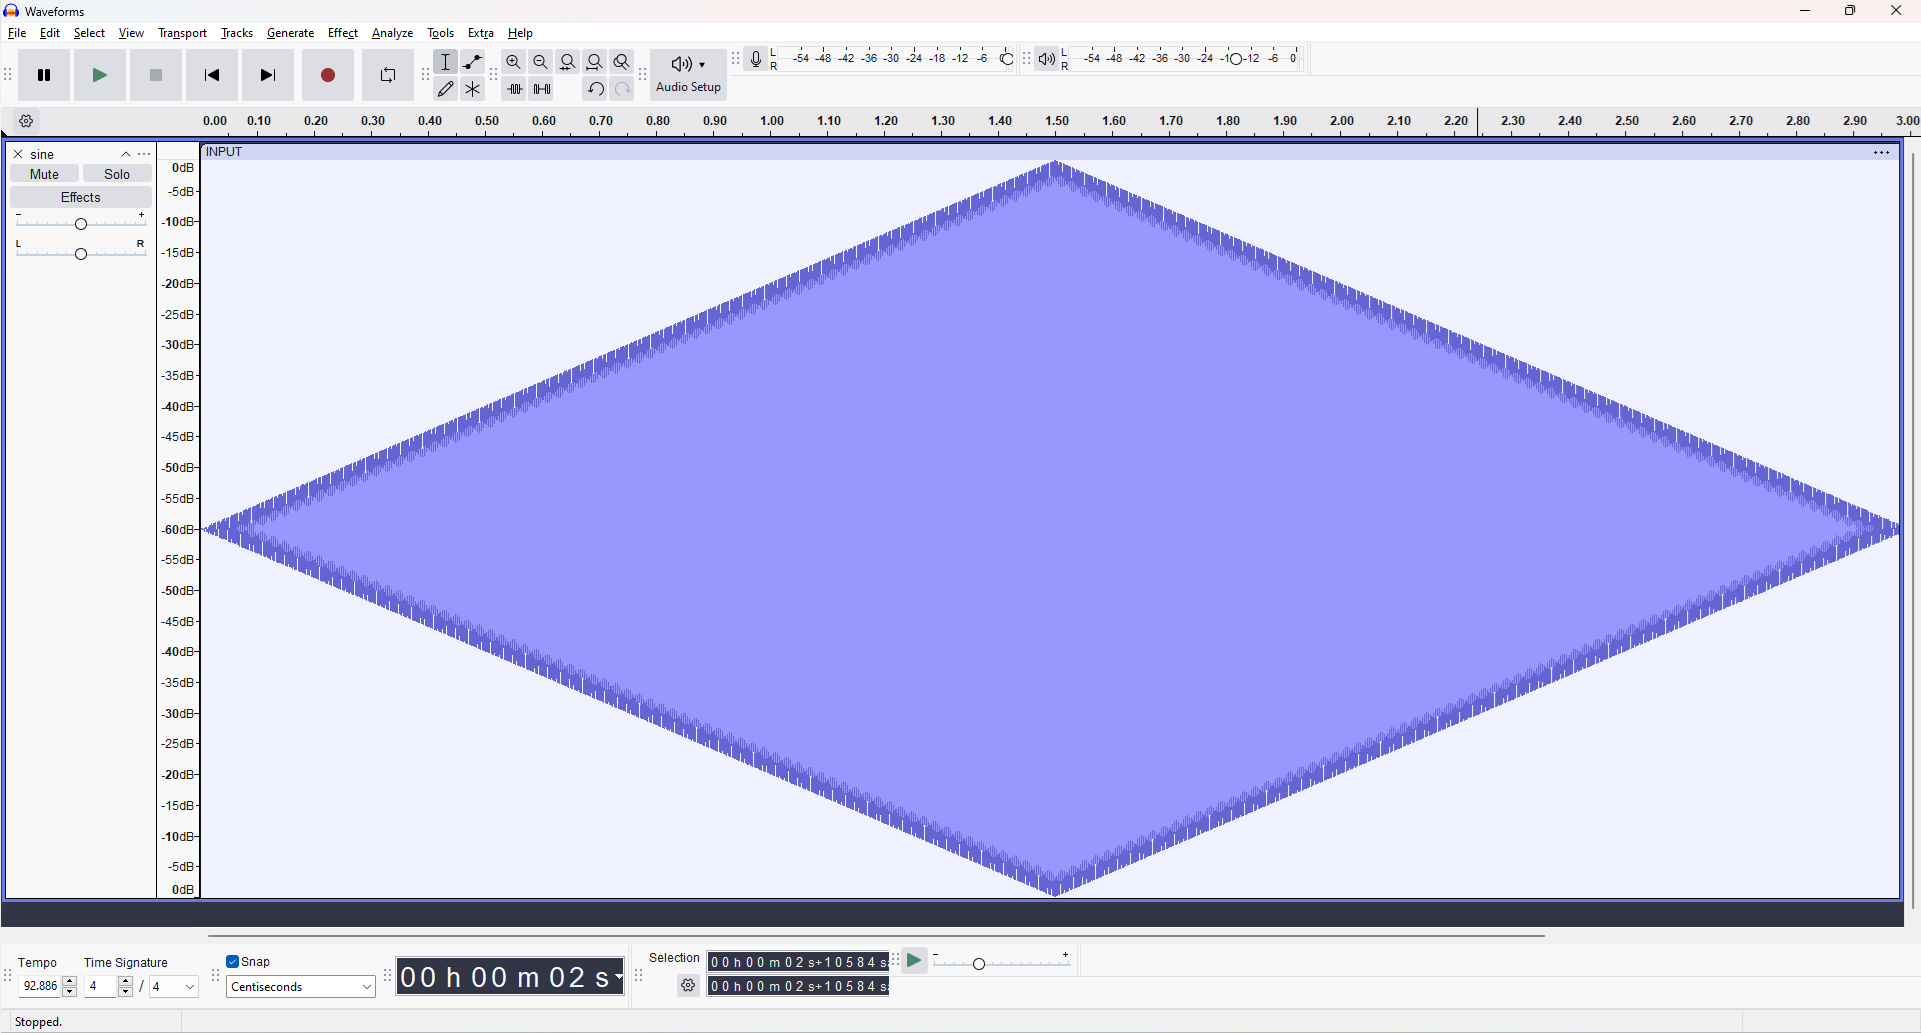 Waveforms
File Edit Select View Transport Tracks Generate Effect Analyze Tools Extra Help
Audio Setup
L R -54 -48 -42 -36 -30 -24 -18 -12 -6
L R -54 -48 -42 -36 -30 -24 -12 -6 0
0.00 0.10 0.20 0.30 0.40 0.50 0.60 0.70 0.80 0.90 1.00 1.10 1.20 1.30 1.40 1.50 1.60 1.70 1.80 1.90 2.00 2.10 2.20 2.30 2.40 2.50 2.60 2.70 2.80 2.90 3.00
sine
INPUT
Mute Solo
Effects
- +
L R
0dB
-5dB
-10dB
-15dB
-20dB
-25dB
-30dB
-35dB
-40dB
-45dB
-50dB
-55dB
-60dB
-55dB
-50dB
-45dB
-40dB
-35dB
-30dB
-25dB
-20dB
-15dB
-10dB
-5dB
0dB
Tempo Time Signature
92.886 4 / 4
Snap
Centiseconds
00 h 00 m 02 s
Selection
00 h 00 m 02 s+10584 s
00 h 00 m 02 s+10584 s
- +
Stopped.